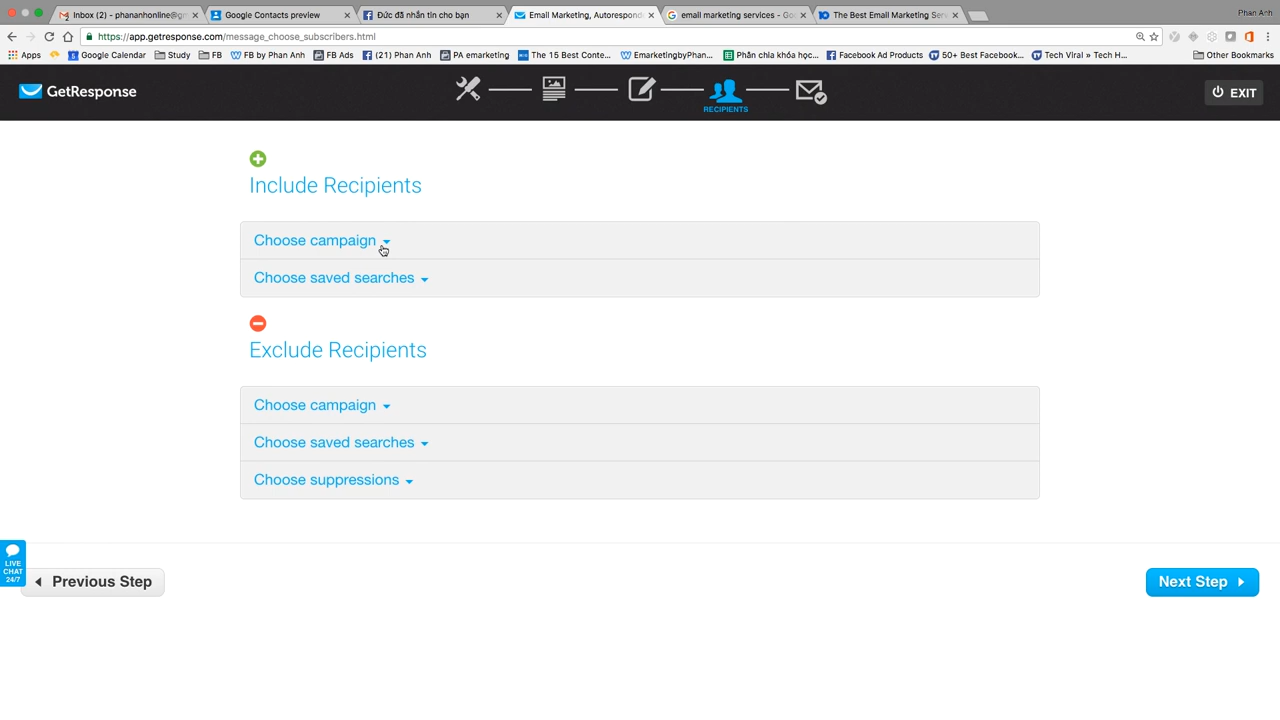 Inbox (2) - phananhonline@gm
Google Contacts preview
Đức đã nhắn tin cho bạn
Email Marketing, Autorespond
email marketing services - Go
The Best Email Marketing Serv
Phan Anh
https://app.getresponse.com/message_choose_subscribers.html
Apps
Google Calendar
Study
FB
FB by Phan Anh
FB Ads
(21) Phan Anh
PA emarketing
The 15 Best Conte...
EmarketingbyPhan...
Phân chia khóa học...
Facebook Ad Products
50+ Best Facebook...
Tech Viral » Tech H...
Other Bookmarks
GetResponse
RECIPIENTS
EXIT
Include Recipients
Choose campaign
Choose saved searches
Exclude Recipients
Choose campaign
Choose saved searches
Choose suppressions
LIVE
CHAT
24/7
Previous Step
Next Step